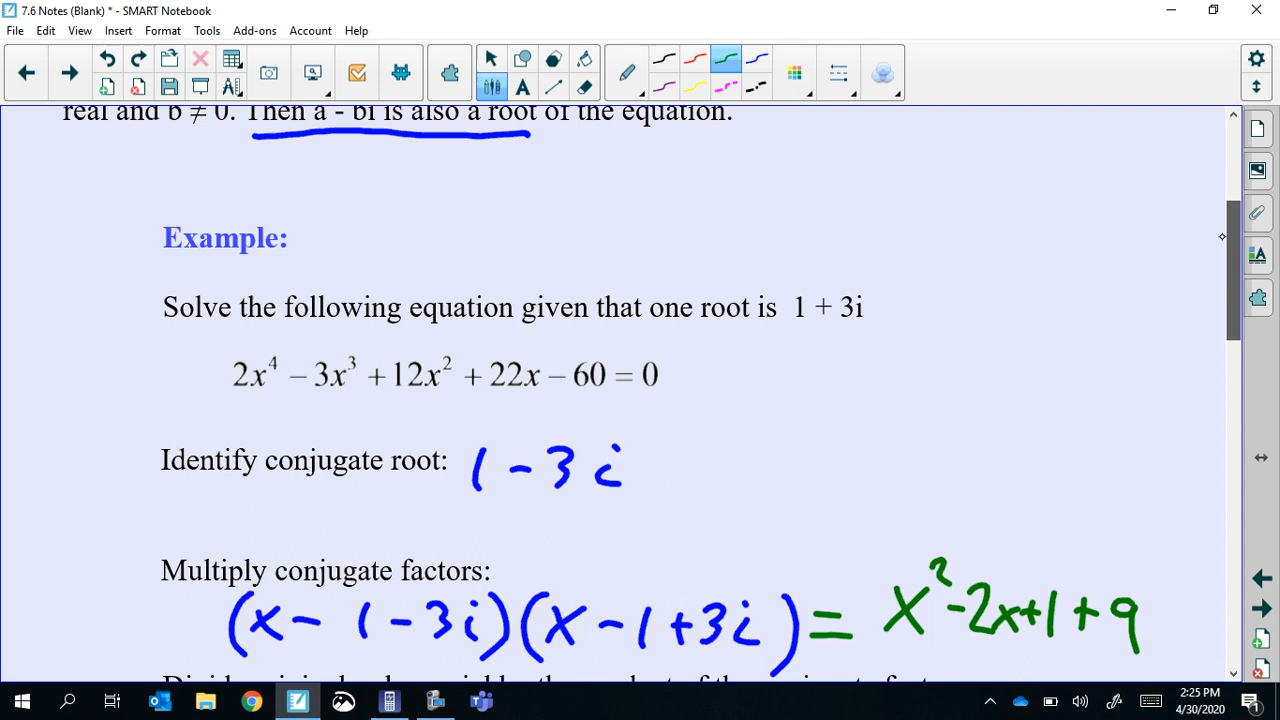 7.6 Notes (Blank) * - SMART Notebook
File Edit View Insert Format Tools Add-ons Account Help
real and b ≠ 0. Then a - bi is also a root of the equation.
Example:
Solve the following equation given that one root is 1 + 3i
2x⁴ − 3x³ + 12x² + 22x − 60 = 0
Identify conjugate root: 1 - 3i
Multiply conjugate factors:
(x - 1 - 3i)(x - 1 + 3i) = x² - 2x + 1 + 9
2:25 PM
4/30/2020